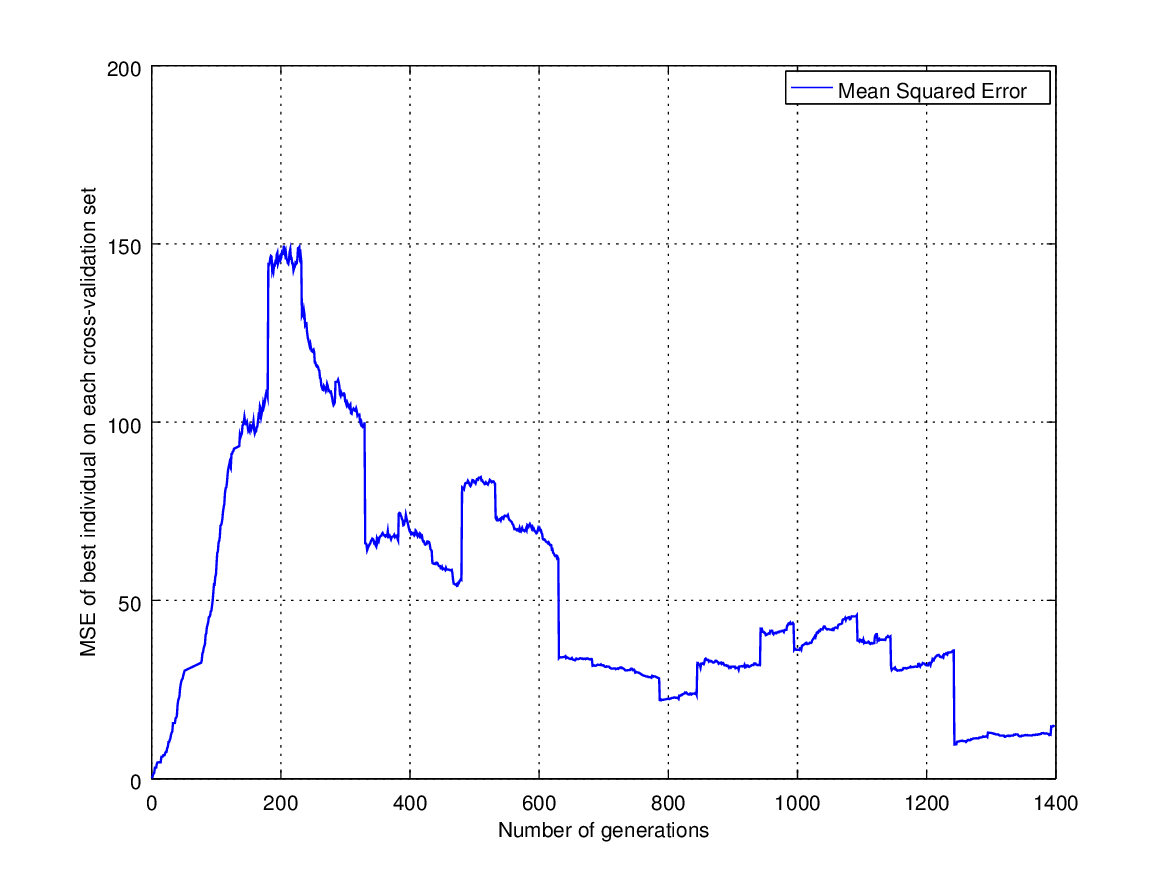 Mean Squared Error
200
150
100
50
0
MSE of best individual on each cross-validation set
0 200 400 600 800 1000 1200 1400
Number of generations